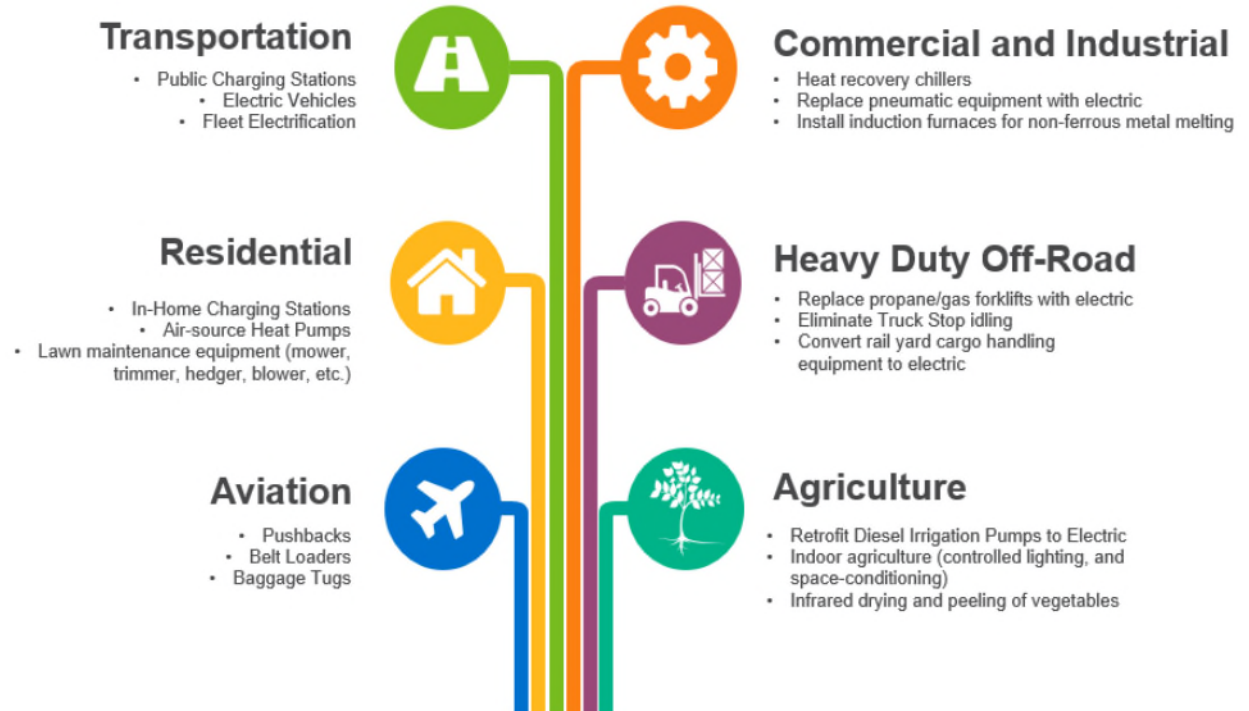 Transportation
• Public Charging Stations
• Electric Vehicles
• Fleet Electrification
Commercial and Industrial
• Heat recovery chillers
• Replace pneumatic equipment with electric
• Install induction furnaces for non-ferrous metal melting
Residential
• In-Home Charging Stations
• Air-source Heat Pumps
• Lawn maintenance equipment (mower,
trimmer, hedger, blower, etc.)
Heavy Duty Off-Road
• Replace propane/gas forklifts with electric
• Eliminate Truck Stop idling
• Convert rail yard cargo handling
equipment to electric
Aviation
• Pushbacks
• Belt Loaders
• Baggage Tugs
Agriculture
• Retrofit Diesel Irrigation Pumps to Electric
• Indoor agriculture (controlled lighting, and
space-conditioning)
• Infrared drying and peeling of vegetables